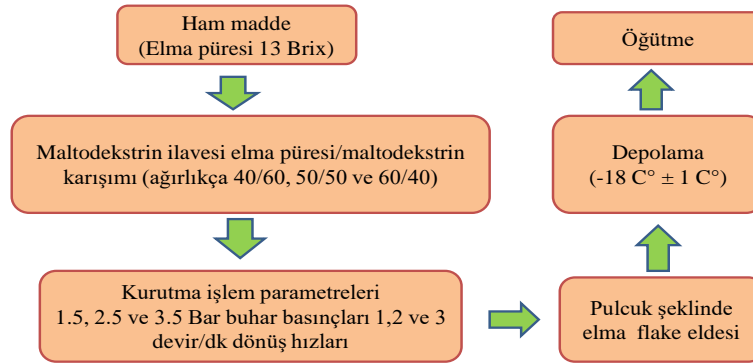 Ham madde
(Elma püresi 13 Brix)
Maltodekstrin ilavesi elma püresi/maltodekstrin
karışımı (ağırlıkça 40/60, 50/50 ve 60/40)
Kurutma işlem parametreleri
1.5, 2.5 ve 3.5 Bar buhar basınçları 1,2 ve 3
devir/dk dönüş hızları
Pulcuk şeklinde
elma flake eldesi
Depolama
(-18 C° ± 1 C°)
Öğütme